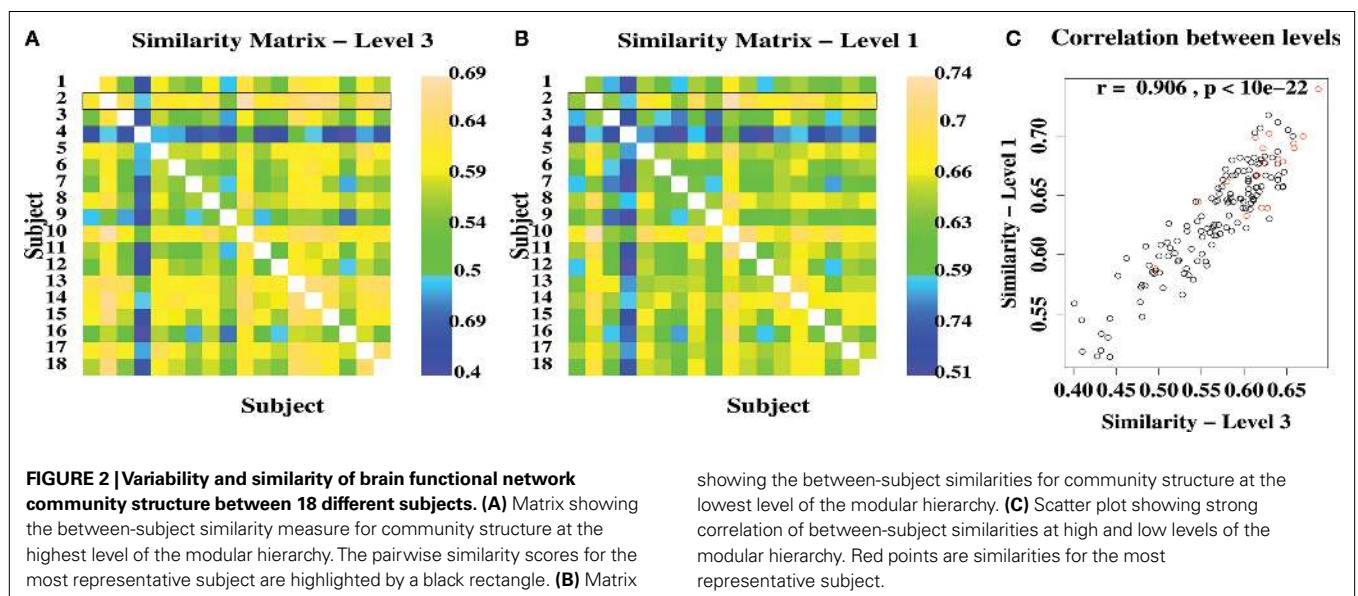 A Similarity Matrix – Level 3
1
2
3
4
5
6
7
8
9
10
11
12
13
14
15
16
17
18
Subject
Subject
0.69
0.64
0.59
0.54
0.5
0.69
0.4
B Similarity Matrix – Level 1
1
2
3
4
5
6
7
8
9
10
11
12
13
14
15
16
17
18
Subject
Subject
0.74
0.7
0.66
0.63
0.59
0.74
0.51
C Correlation between levels
r = 0.906 , p < 10e−22
Similarity – Level 1
0.70
0.65
0.60
0.55
0.40 0.45 0.50 0.55 0.60 0.65
Similarity – Level 3
FIGURE 2 | Variability and similarity of brain functional network
community structure between 18 different subjects. (A) Matrix showing
the between-subject similarity measure for community structure at the
highest level of the modular hierarchy. The pairwise similarity scores for the
most representative subject are highlighted by a black rectangle. (B) Matrix
showing the between-subject similarities for community structure at the
lowest level of the modular hierarchy. (C) Scatter plot showing strong
correlation of between-subject similarities at high and low levels of the
modular hierarchy. Red points are similarities for the most
representative subject.